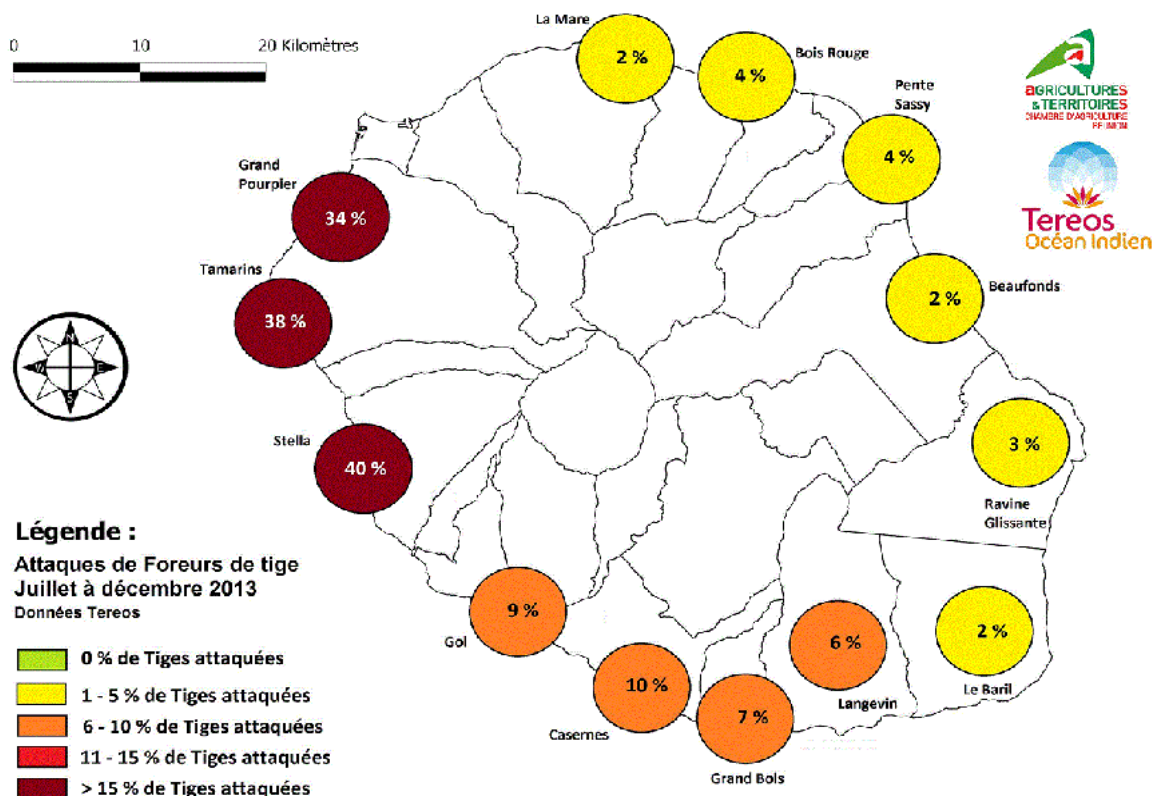 0 10 20 Kilomètres
La Mare
2 %
Bois Rouge
4 %
Pente
Sassy
4 %
aGRICULTURES
& TERRITOIRES
CHAMBRE D'AGRICULTURE
RÉUNION
Tereos
Océan Indien
Grand
Pourpier
34 %
Tamarins
38 %
Beaufonds
2 %
N
W E
S
Stella
40 %
3 %
Ravine
Glissante
Légende :
Attaques de Foreurs de tige
Juillet à décembre 2013
Données Tereos
0 % de Tiges attaquées
1 - 5 % de Tiges attaquées
6 - 10 % de Tiges attaquées
11 - 15 % de Tiges attaquées
> 15 % de Tiges attaquées
9 %
Gol
10 %
Casernes
7 %
Grand Bois
6 %
Langevin
2 %
Le Baril